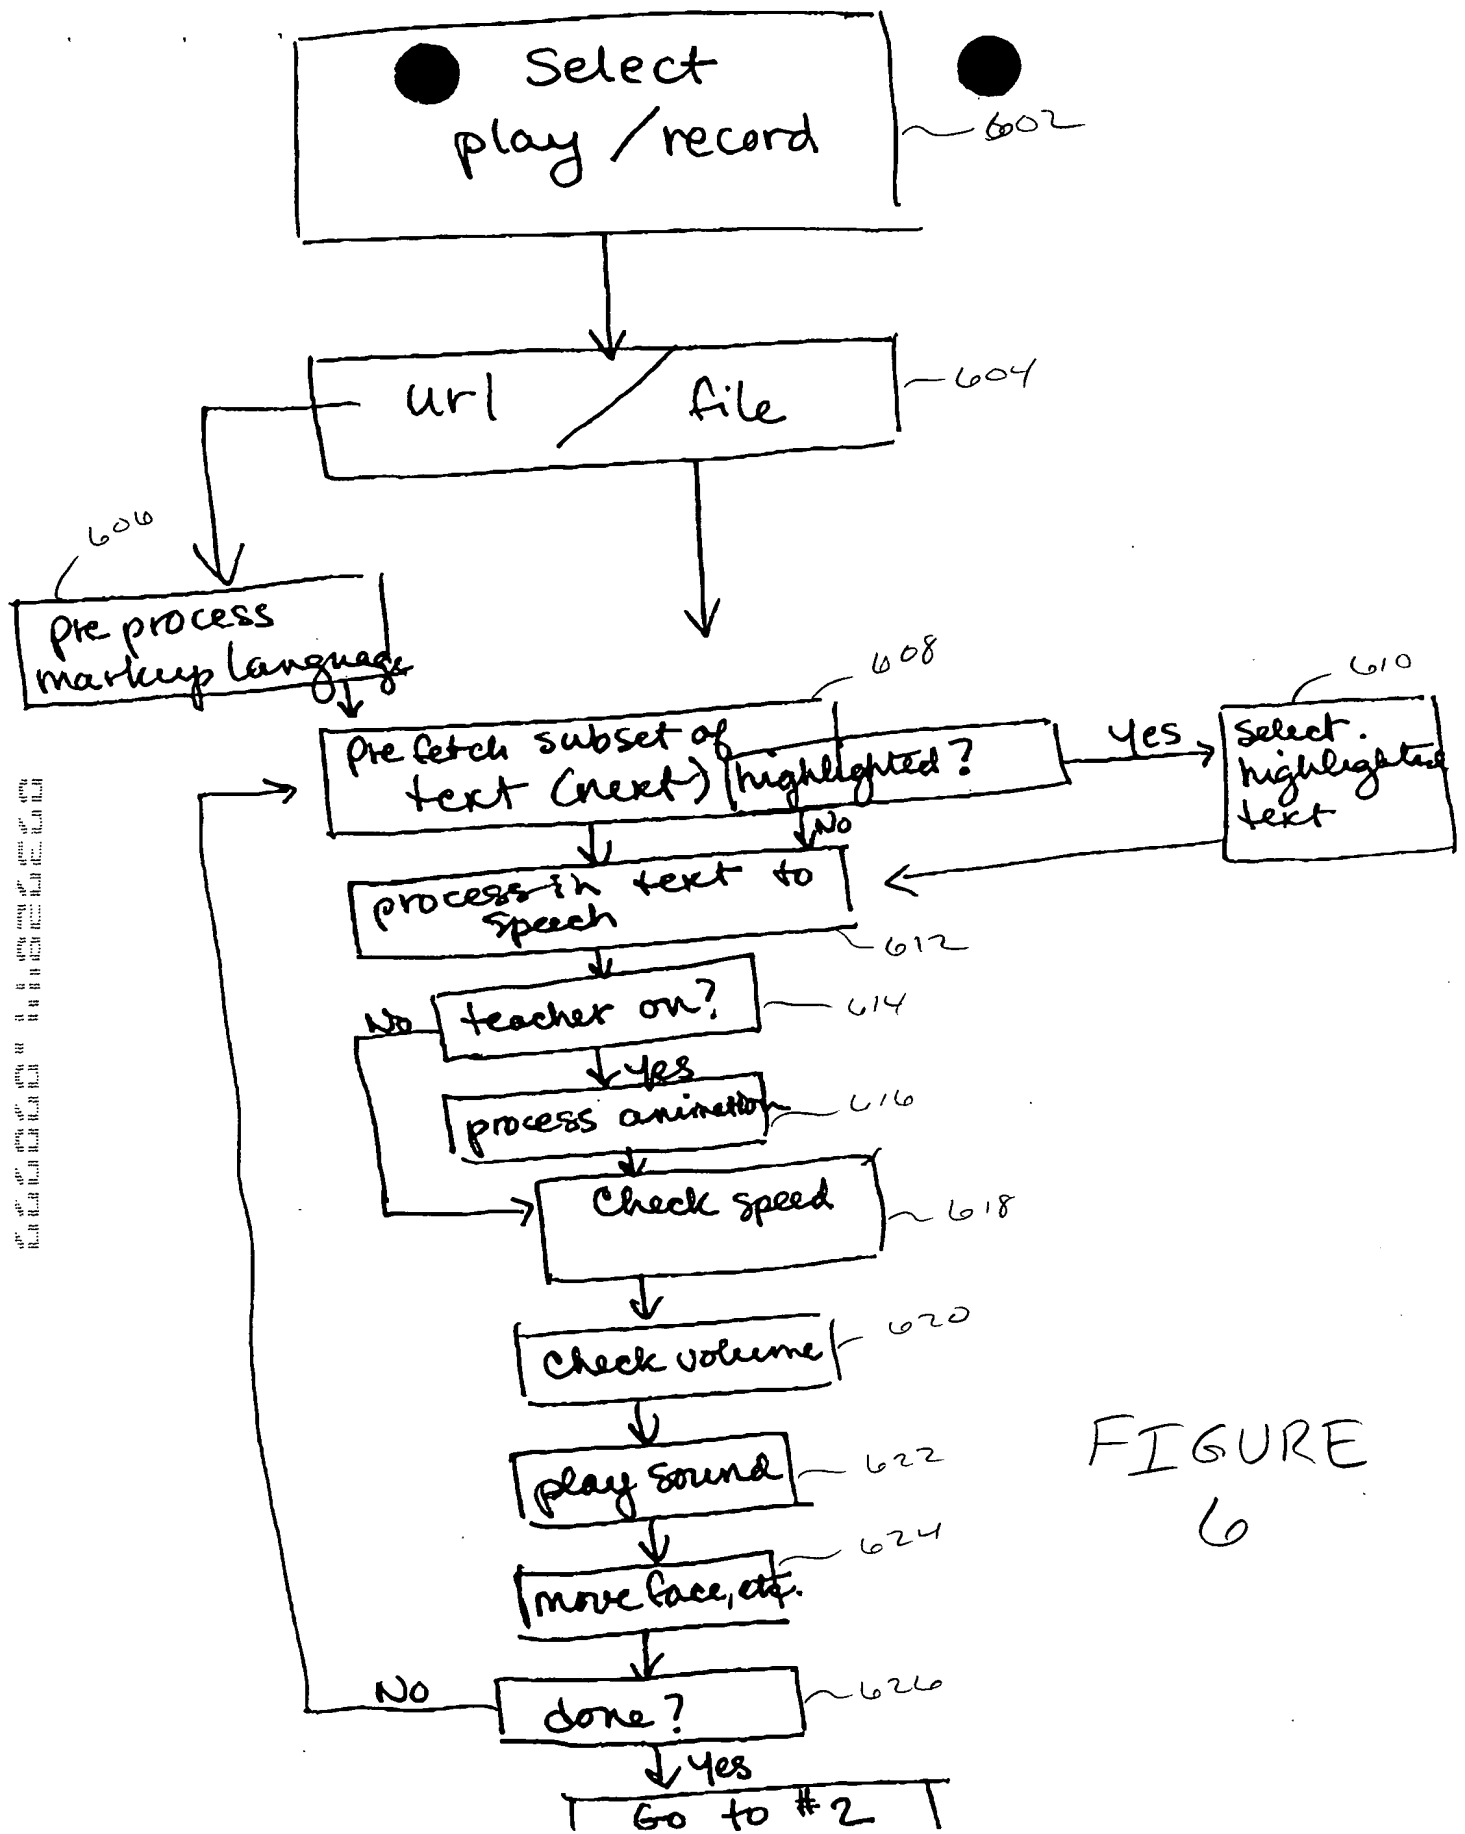 Select
play / record
602
url / file
604
606
pre process
markup language
608
610
Prefetch subset of
text (next)
highlighted?
Yes
select.
highlighted
text
No
process in text to
speech
612
teacher on?
614
No
Yes
process animation
616
Check speed
618
Check volume
620
play sound
622
FIGURE
6
624
move face, etc.
No
done?
626
Yes
Go to #2